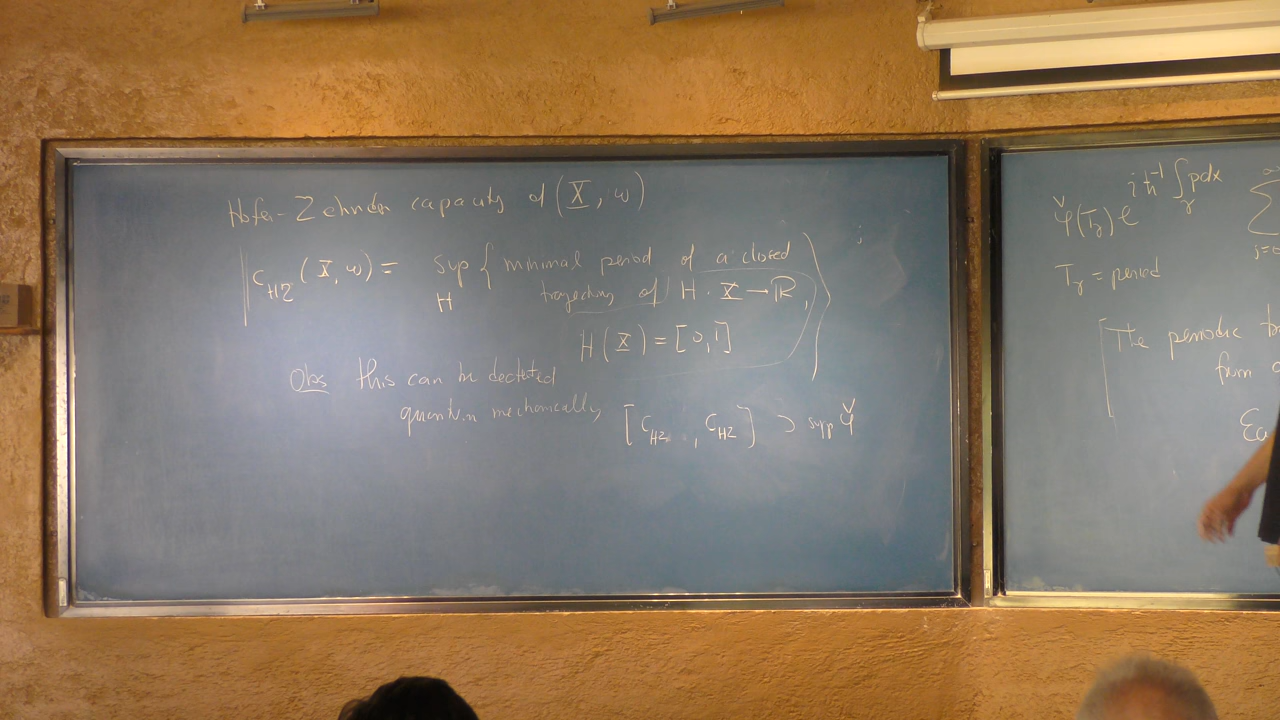 Hofer-Zehnder capacity of (X, ω)
c_HZ (X, ω) = sup_H { minimal period of a closed
trajectory of H : X → R,
H(X) = [0,1] }
Obs this can be dectected
quantum mechanically [c_HZ , c_HZ] ⊃ supp φ̌
φ̌(T_γ) e^{iħ^{-1} ∫_γ pdx} Σ
T_γ = period
The periodic
from